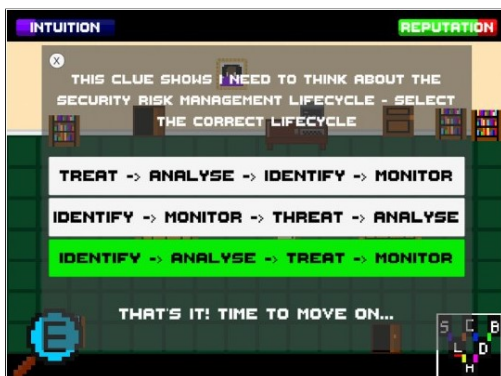 INTUITION
REPUTATION
X
THIS CLUE SHOWS I NEED TO THINK ABOUT THE
SECURITY RISK MANAGEMENT LIFECYCLE - SELECT
THE CORRECT LIFECYCLE
TREAT -> ANALYSE -> IDENTIFY -> MONITOR
IDENTIFY -> MONITOR -> THREAT -> ANALYSE
IDENTIFY -> ANALYSE -> TREAT -> MONITOR
THAT'S IT! TIME TO MOVE ON...
E
S C B
L D
H